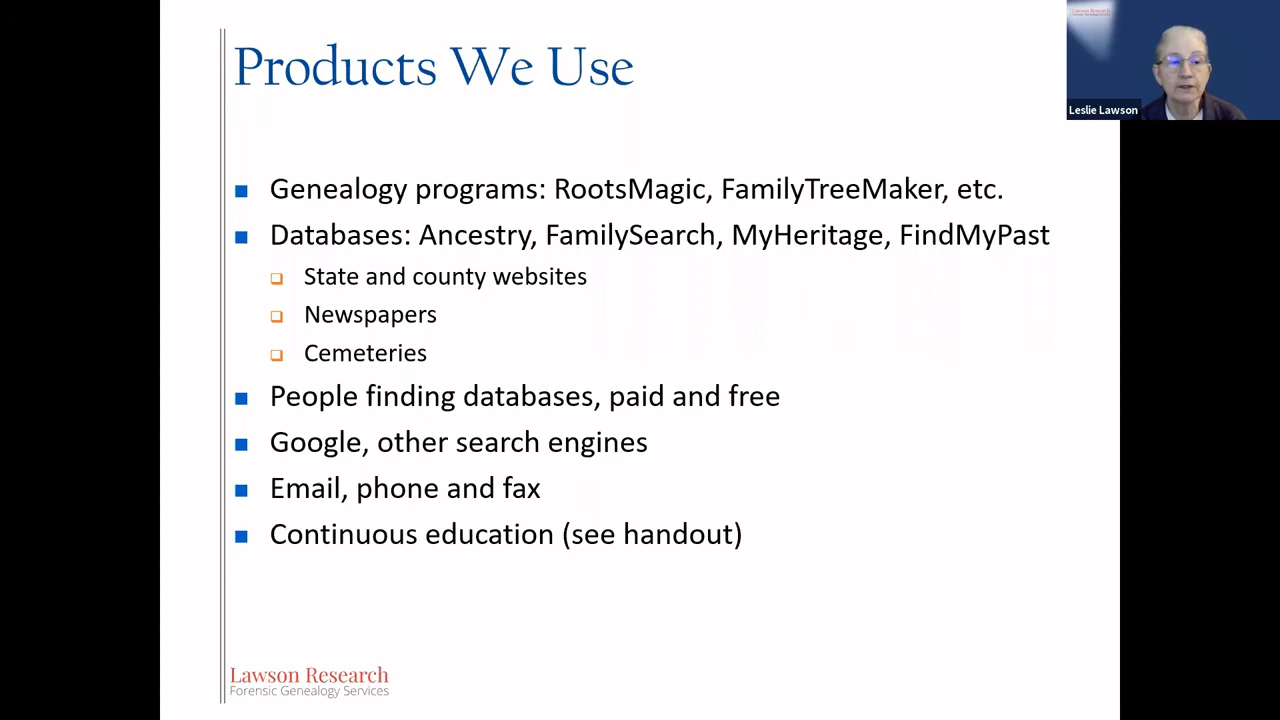 Products We Use
Genealogy programs: RootsMagic, FamilyTreeMaker, etc.
Databases: Ancestry, FamilySearch, MyHeritage, FindMyPast
State and county websites
Newspapers
Cemeteries
People finding databases, paid and free
Google, other search engines
Email, phone and fax
Continuous education (see handout)
Lawson Research
Forensic Genealogy Services
Lawson Research
Leslie Lawson